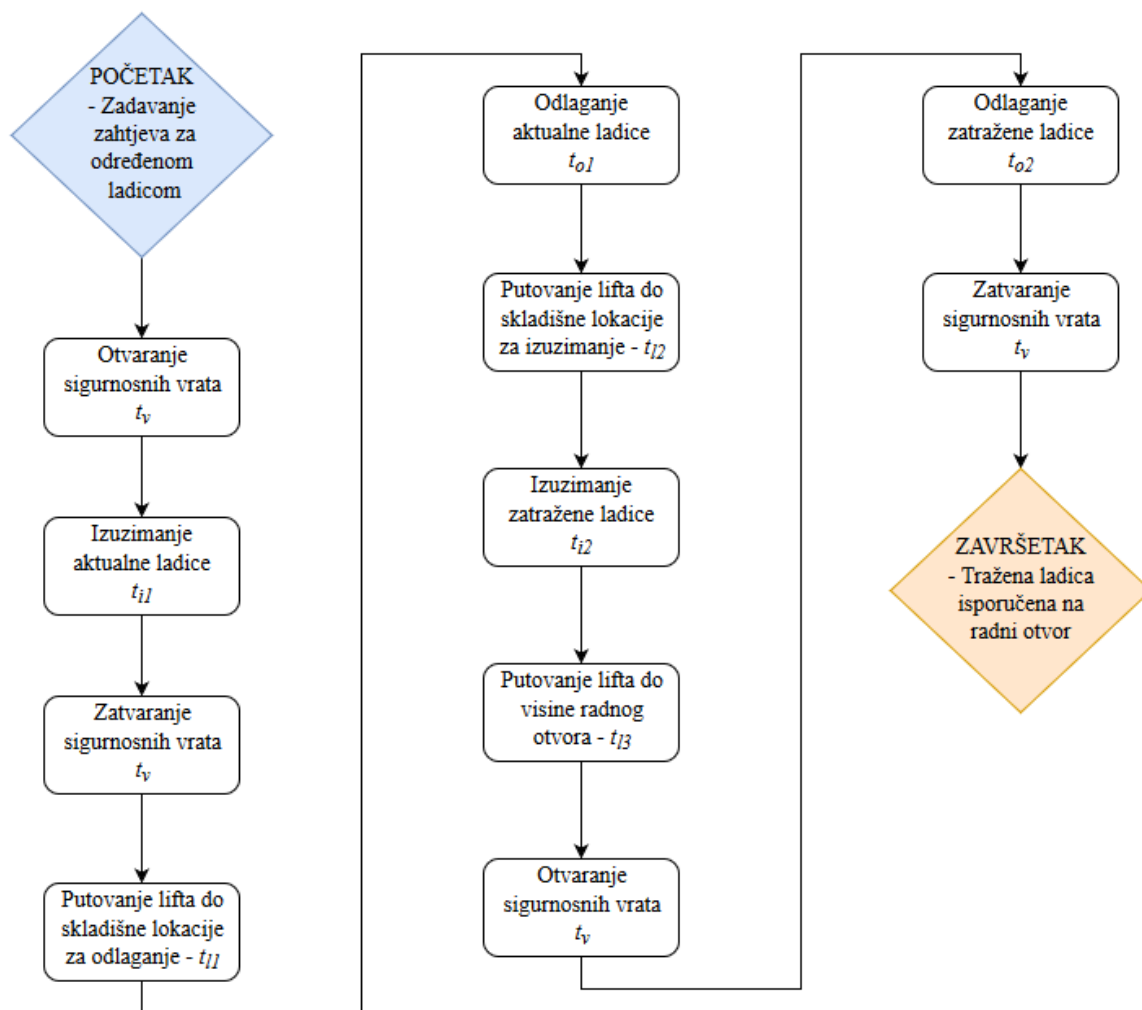 POČETAK
- Zadavanje
zahtjeva za
određenom
ladicom
Otvaranje
sigurnosnih vrata
tv
Izuzimanje
aktualne ladice
ti1
Zatvaranje
sigurnosnih vrata
tv
Putovanje lifta do
skladišne lokacije
za odlaganje - tl1
Odlaganje
aktualne ladice
to1
Putovanje lifta do
skladišne lokacije
za izuzimanje - tl2
Izuzimanje
zatražene ladice
ti2
Putovanje lifta do
visine radnog
otvora - tl3
Otvaranje
sigurnosnih vrata
tv
Odlaganje
zatražene ladice
to2
Zatvaranje
sigurnosnih vrata
tv
ZAVRŠETAK
- Tražena ladica
isporučena na
radni otvor